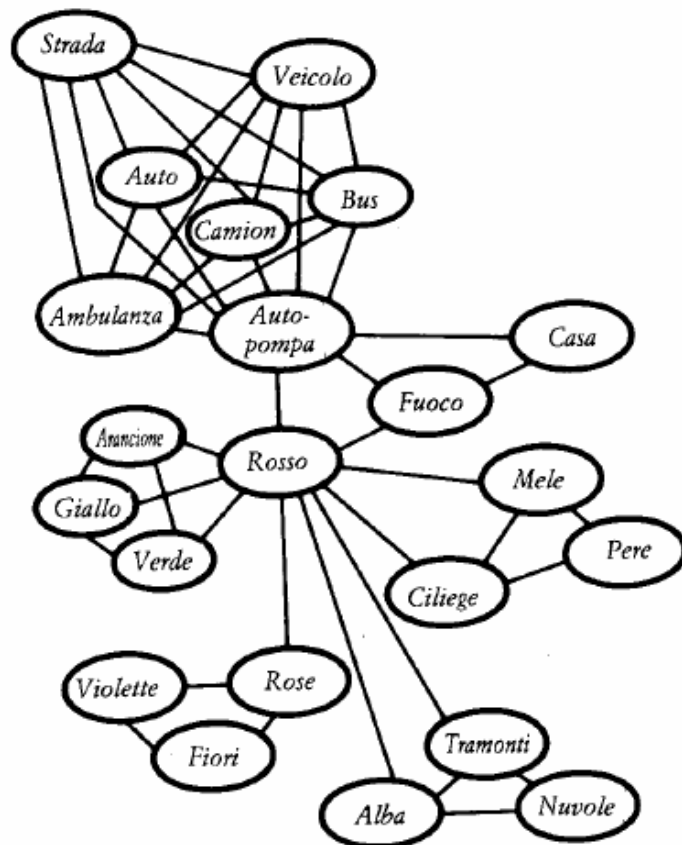 Strada
Veicolo
Auto
Bus
Camion
Ambulanza
Auto-
pompa
Casa
Fuoco
Arancione
Rosso
Mele
Giallo
Pere
Verde
Ciliege
Violette
Rose
Fiori
Tramonti
Alba
Nuvole